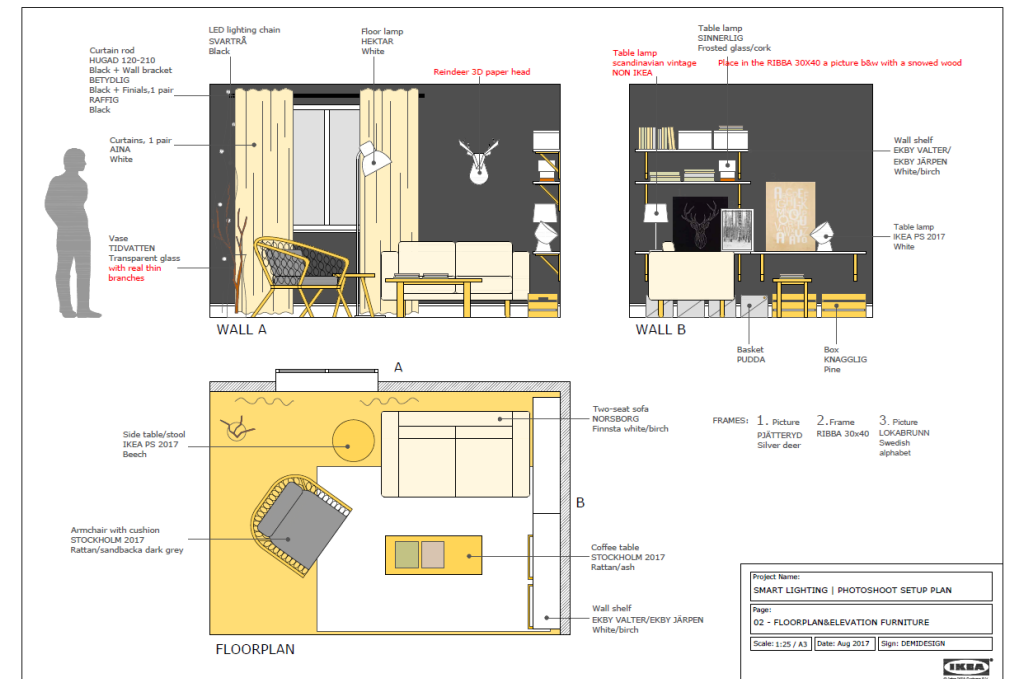 LED lighting chain
SVARTRÅ
Black
Floor lamp
HEKTAR
White
Curtain rod
HUGAD 120-210
Black + Wall bracket
BETYDLIG
Black + Finials,1 pair
RAFFIG
Black
Reindeer 3D paper head
Curtains, 1 pair
AINA
White
Vase
TIDVATTEN
Transparent glass
with real thin
branches
WALL A
Table lamp
SINNERLIG
Frosted glass/cork
Table lamp
scandinavian vintage
NON IKEA
Place in the RIBBA 30X40 a picture b&w with a snowed wood
Wall shelf
EKBY VALTER/
EKBY JÄRPEN
White/birch
Table lamp
IKEA PS 2017
White
WALL B
Basket
PUDDA
Box
KNAGGLIG
Pine
A
Side table/stool
IKEA PS 2017
Beech
Armchair with cushion
STOCKHOLM 2017
Rattan/sandbacka dark grey
Two-seat sofa
NORSBORG
Finnsta white/birch
B
Coffee table
STOCKHOLM 2017
Rattan/ash
Wall shelf
EKBY VALTER/EKBY JÄRPEN
White/birch
FLOORPLAN
FRAMES:
1. Picture
PJÄTTERYD
Silver deer
2.Frame
RIBBA 30x40
3. Picture
LOKABRUNN
Swedish
alphabet
Project Name:
SMART LIGHTING | PHOTOSHOOT SETUP PLAN
Page:
02 - FLOORPLAN&ELEVATION FURNITURE
Scale: 1:25 / A3
Date: Aug 2017
Sign: DEMIDESIGN
IKEA